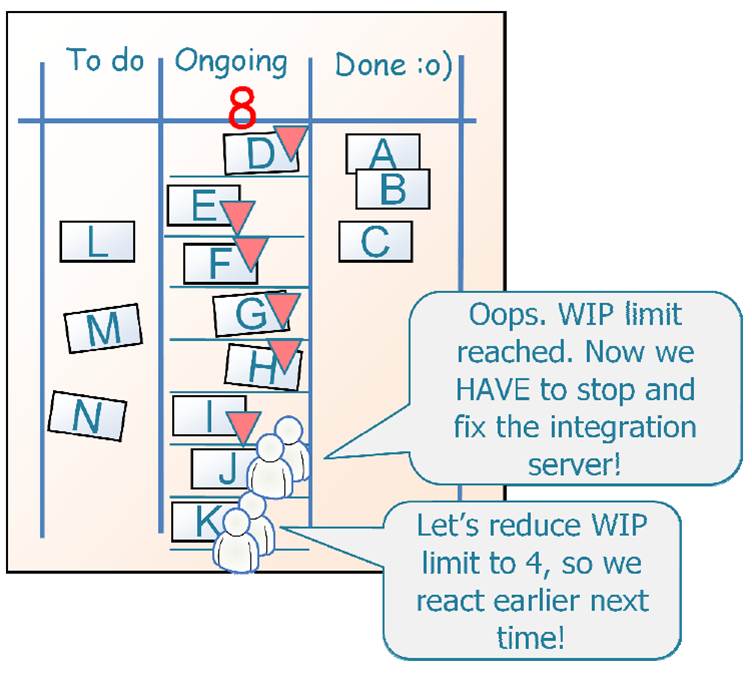 To do Ongoing Done :o)
8
D
A
B
E
C
L
F
G
M
H
I
N
J
K
Oops. WIP limit
reached. Now we
HAVE to stop and
fix the integration
server!
Let's reduce WIP
limit to 4, so we
react earlier next
time!